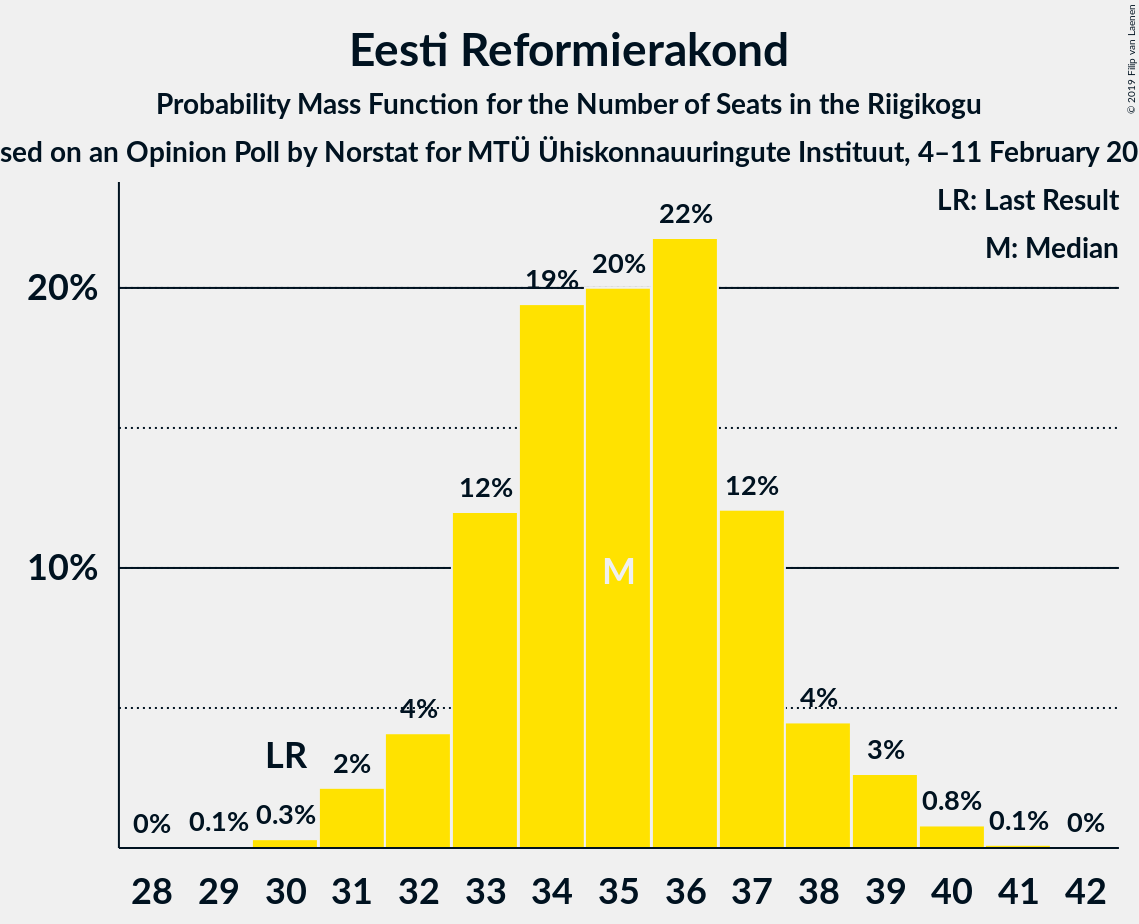 Eesti Reformierakond
Probability Mass Function for the Number of Seats in the Riigikogu
sed on an Opinion Poll by Norstat for MTÜ Ühiskonnauuringute Instituut, 4–11 February 20
© 2019 Filip van Laenen
LR: Last Result
M: Median
22%
20%
19%
20%
12%
12%
10%
M
4%
4%
LR
2%
3%
0%
0.1%
0.3%
0.8%
0.1%
0%
28 29 30 31 32 33 34 35 36 37 38 39 40 41 42